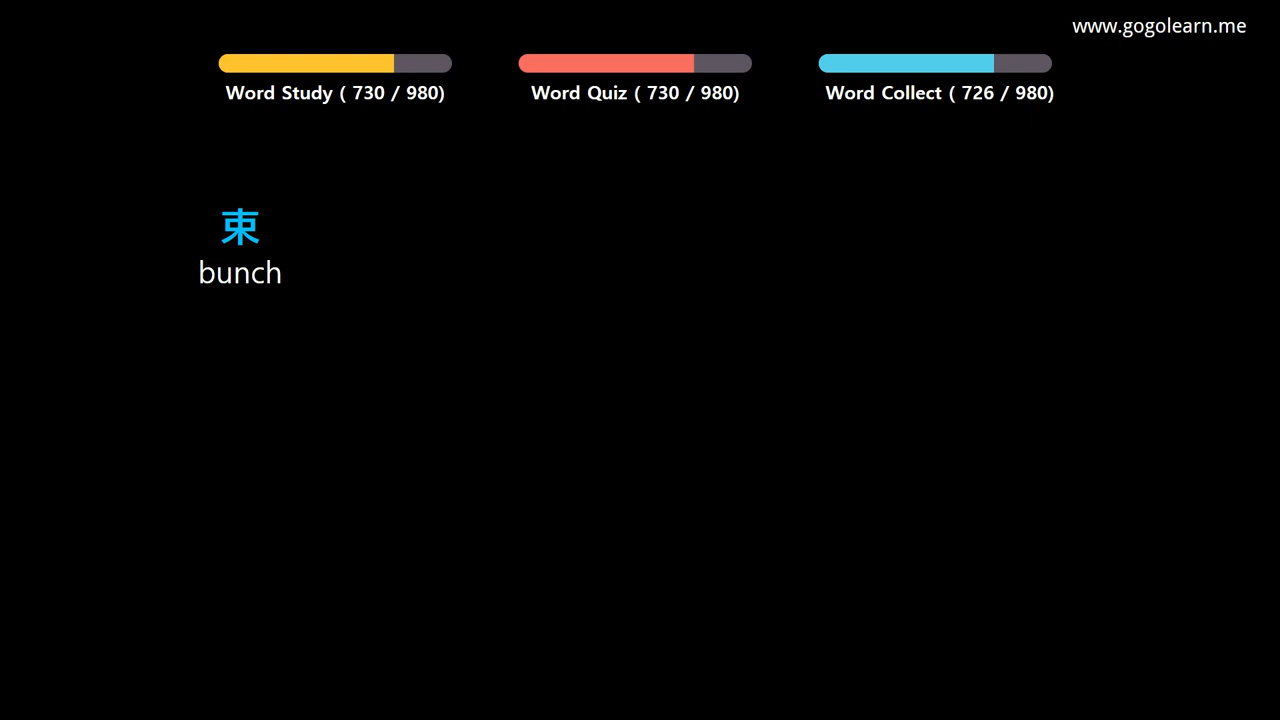 www.gogolearn.me
Word Study ( 730 / 980)
Word Quiz ( 730 / 980)
Word Collect ( 726 / 980)
束
bunch